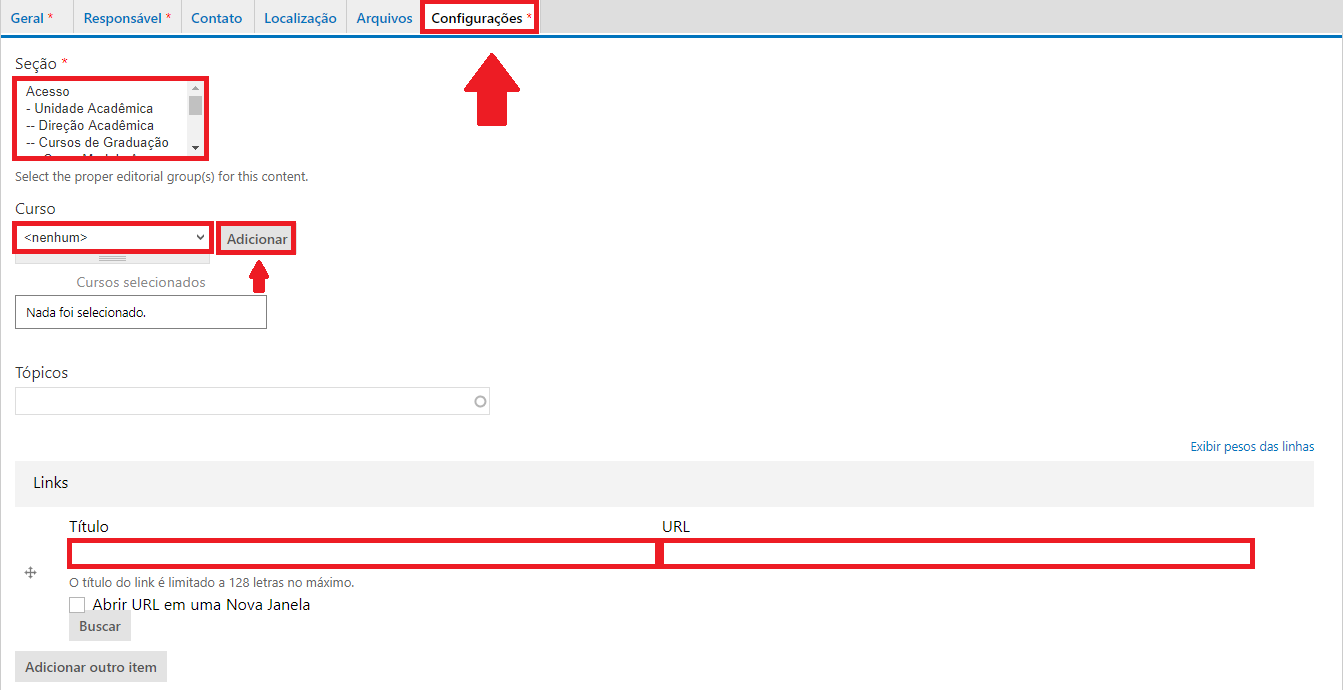 Geral * Responsável * Contato Localização Arquivos Configurações *
Seção *
Acesso
- Unidade Acadêmica
-- Direção Acadêmica
-- Cursos de Graduação
Select the proper editorial group(s) for this content.
Curso
<nenhum> Adicionar
Cursos selecionados
Nada foi selecionado.
Tópicos
Exibir pesos das linhas
Links
Título URL
O título do link é limitado a 128 letras no máximo.
Abrir URL em uma Nova Janela
Buscar
Adicionar outro item